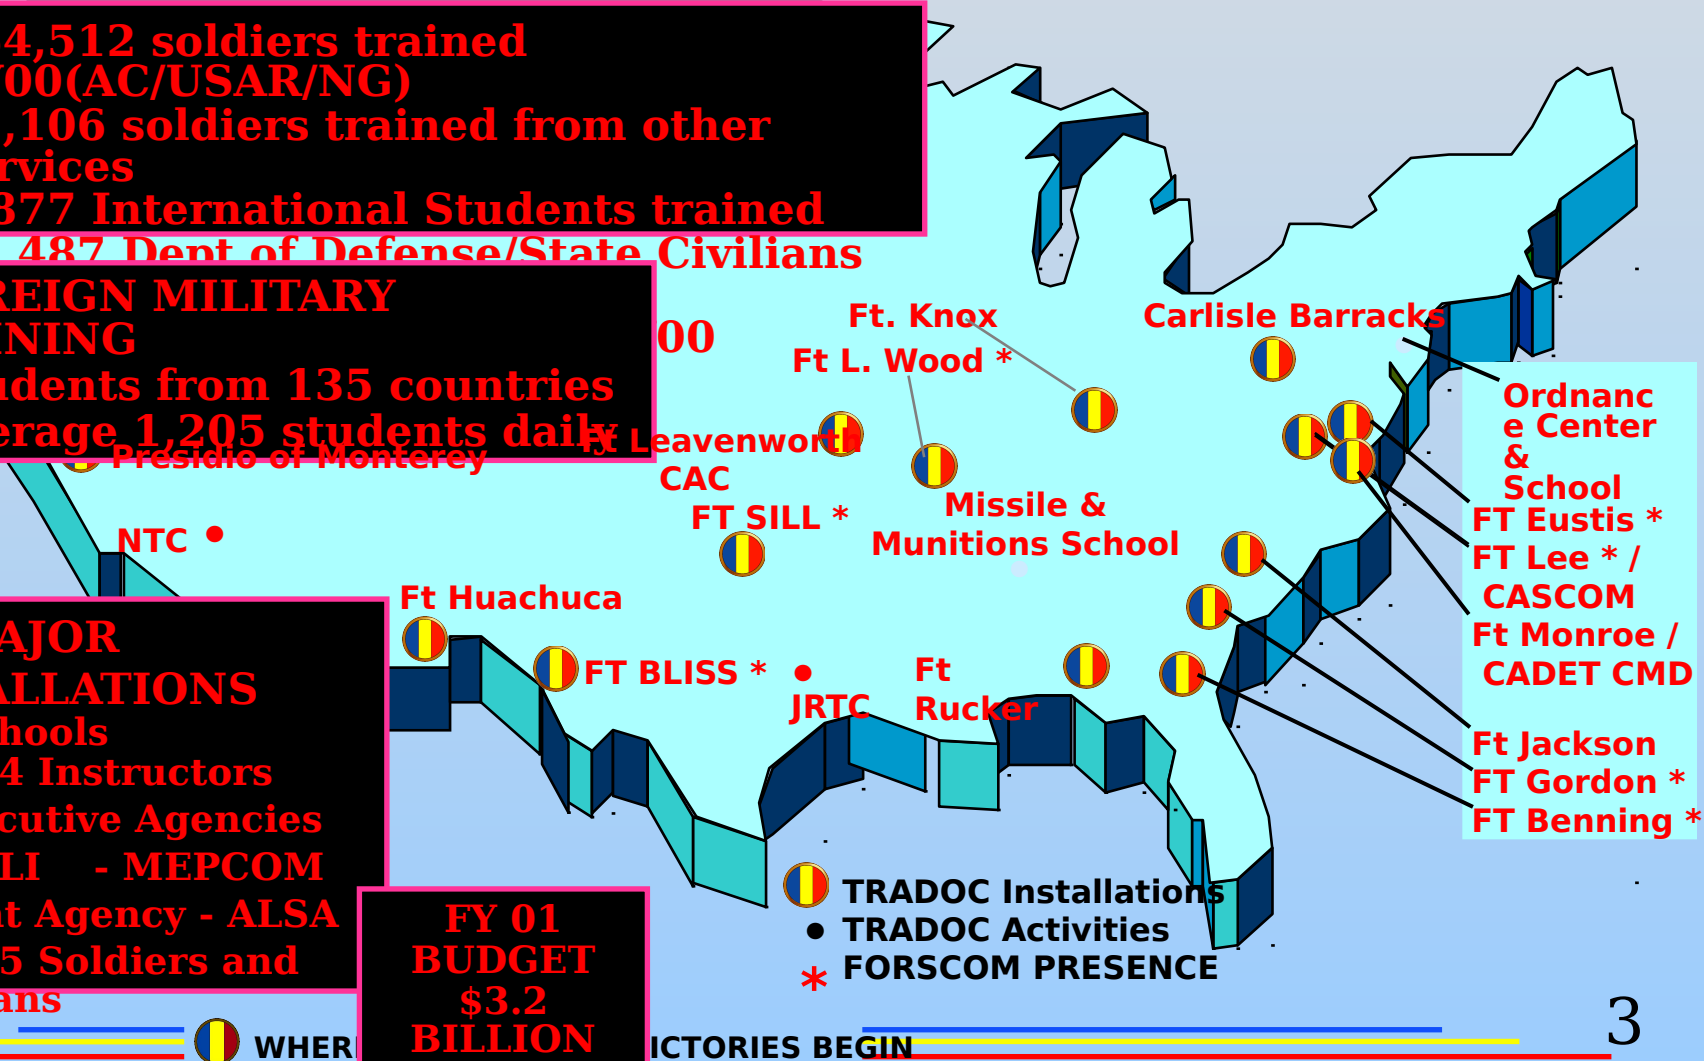 4,512 soldiers trained
00(AC/USAR/NG)
,106 soldiers trained from other
rvices
877 International Students trained
487 Dept of Defense/State Civilians
REIGN MILITARY
INING
00
udents from 135 countries
erage 1,205 students daily
Ft. Knox
Carlisle Barracks
Ft L. Wood *
Ordnanc
e Center
&
School
Presidio of Monterey
Ft Leavenworth
CAC
FT SILL *
Missile &
Munitions School
NTC
FT Eustis *
FT Lee * /
CASCOM
Ft Monroe /
CADET CMD
Ft Huachuca
FT BLISS *
JRTC
Ft
Rucker
Ft Jackson
FT Gordon *
FT Benning *
AJOR
ALLATIONS
hools
4 Instructors
cutive Agencies
LI - MEPCOM
t Agency - ALSA
5 Soldiers and
ans
FY 01
BUDGET
$3.2
BILLION
TRADOC Installations
TRADOC Activities
* FORSCOM PRESENCE
WHER ICTORIES BEGIN
3